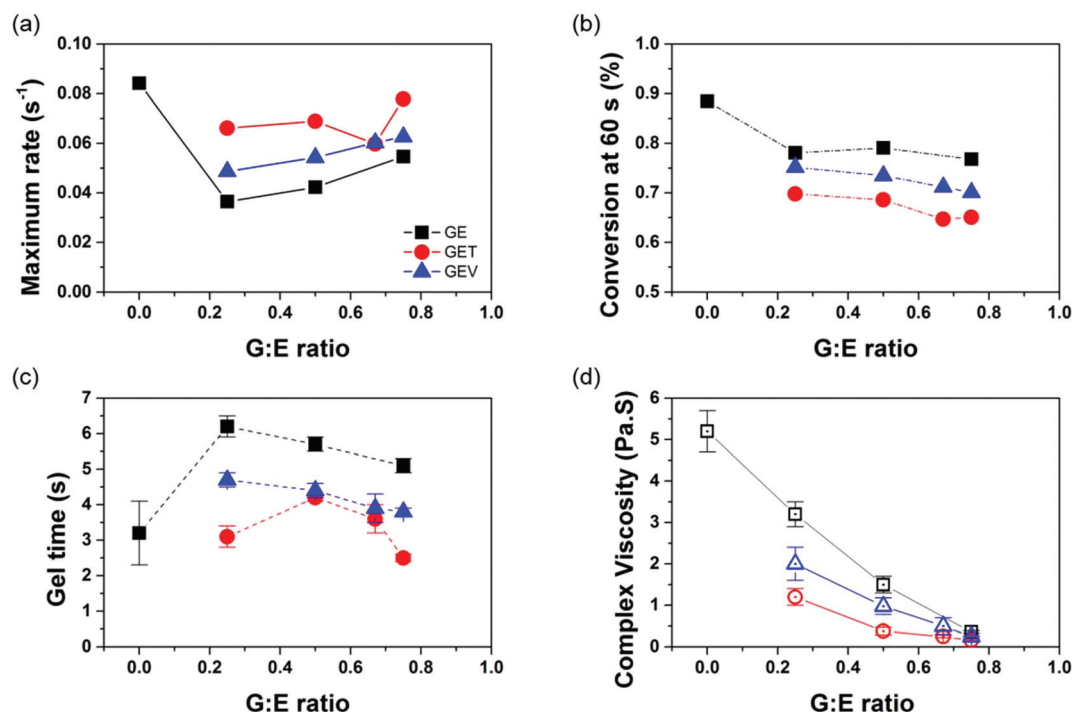 (a)
0.10
0.08
0.06
0.04
0.02
0.00
Maximum rate (s⁻¹)
GE
GET
GEV
0.0 0.2 0.4 0.6 0.8 1.0
G:E ratio
(b)
1.0
0.9
0.8
0.7
0.6
0.5
Conversion at 60 s (%)
0.0 0.2 0.4 0.6 0.8 1.0
G:E ratio
(c)
7
6
5
4
3
2
1
0
Gel time (s)
0.0 0.2 0.4 0.6 0.8 1.0
G:E ratio
(d)
6
5
4
3
2
1
0
Complex Viscosity (Pa.S)
0.0 0.2 0.4 0.6 0.8 1.0
G:E ratio